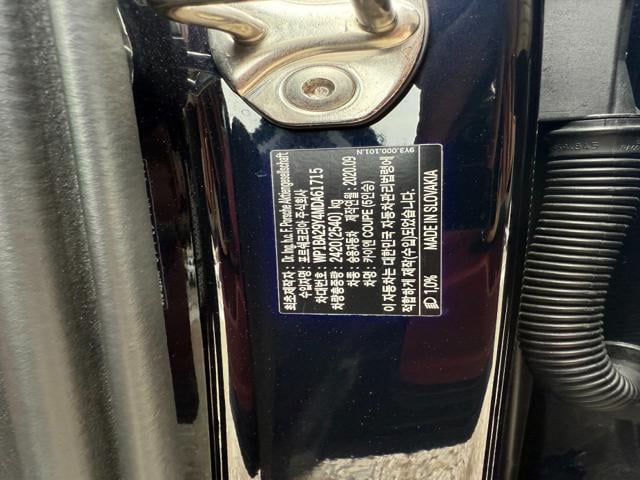 최초제작자 : Dr. Ing. h.c. F. Porsche Aktiengesellschaft
수입자명 : 포르쉐코리아 주식회사
차대번호 : WP1BA29Y4MDA61715
차량총중량 : 2420 (2540) kg
차종 : 승용자동차 제작연월 : 2020.09
차명 : 카이엔 COUPE (5인승)
이 자동차는 대한민국 자동차관리법령에
적합하게 제작(수입)되었습니다.
1,0% MADE IN SLOVAKIA
9Y3.000.101.N